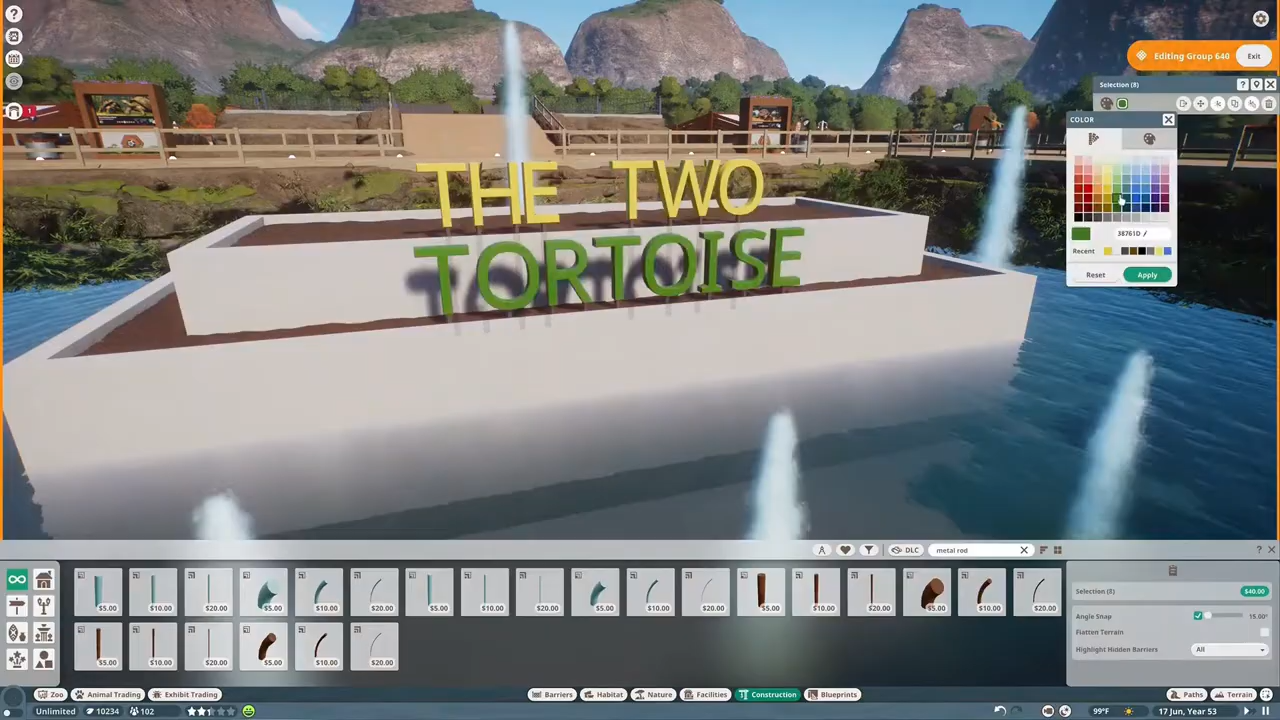 Editing Group 640
Exit
Selection (8)
COLOR
38761D
Recent
Reset
Apply
1
THE TWO
TORTOISE
DLC
metal rod
$5.00 $10.00 $20.00 $5.00 $10.00 $20.00 $5.00 $10.00 $20.00 $5.00 $10.00 $20.00 $5.00 $10.00 $20.00 $5.00 $10.00 $20.00
$5.00 $10.00 $20.00 $5.00 $10.00 $20.00
Selection (8) $40.00
Angle Snap 15.00°
Flatten Terrain
Highlight Hidden Barriers All
Zoo Animal Trading Exhibit Trading Barriers Habitat Nature Facilities Construction Blueprints Paths Terrain
Unlimited 10234 102 99°F 17 Jun, Year 53